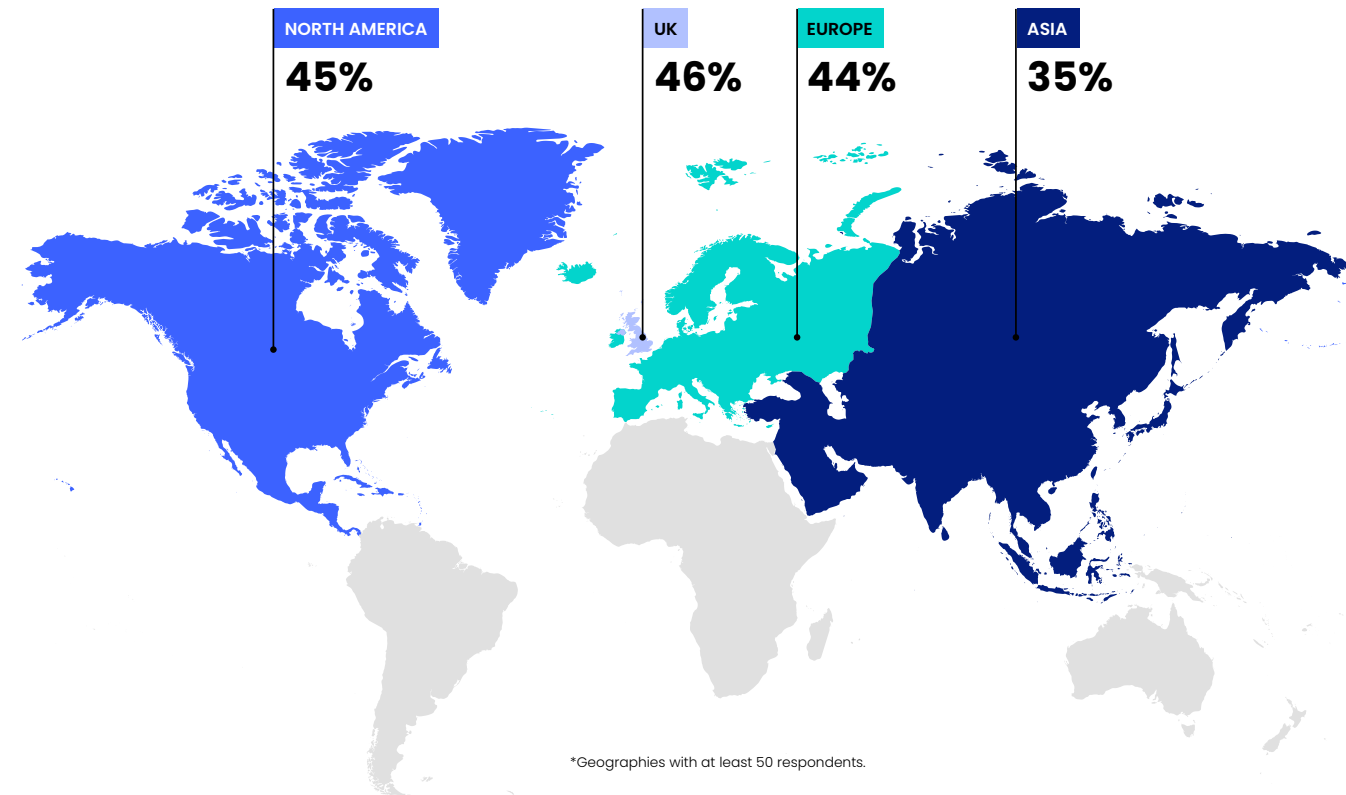 NORTH AMERICA
45%
UK
46%
EUROPE
44%
ASIA
35%
*Geographies with at least 50 respondents.